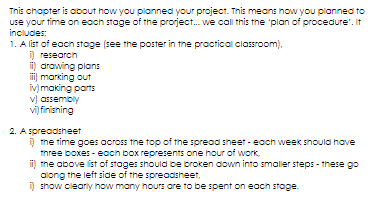 This chapter is about how you planned your project. This means how you planned to
use your time on each stage of the project... we call this the 'plan of procedure'. It
includes;
1. A list of each stage (see the poster in the practical classroom),
i) research
ii) drawing plans
iii) marking out
iv) making parts
v) assembly
vi) finishing
2. A spreadsheet
i) the time goes across the top of the spread sheet - each week should have
three boxes - each box represents one hour of work,
ii) the above list of stages should be broken down into smaller steps - these go
along the left side of the spreadsheet,
i) show clearly how many hours are to be spent on each stage.